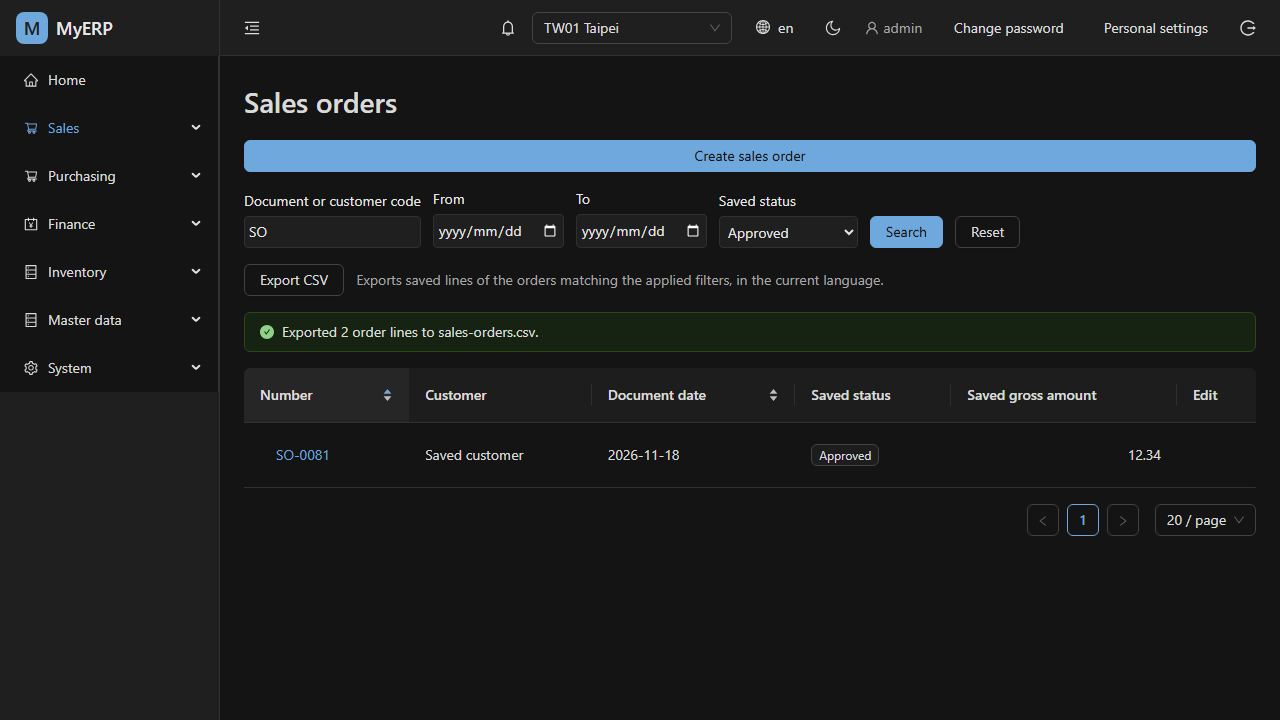 M MyERP
TW01 Taipei
en
admin
Change password
Personal settings
Home
Sales
Purchasing
Finance
Inventory
Master data
System
Sales orders
Create sales order
Document or customer code
From
To
Saved status
SO
yyyy/mm/dd
yyyy/mm/dd
Approved
Search
Reset
Export CSV
Exports saved lines of the orders matching the applied filters, in the current language.
Exported 2 order lines to sales-orders.csv.
Number
Customer
Document date
Saved status
Saved gross amount
Edit
SO-0081
Saved customer
2026-11-18
Approved
12.34
1
20 / page